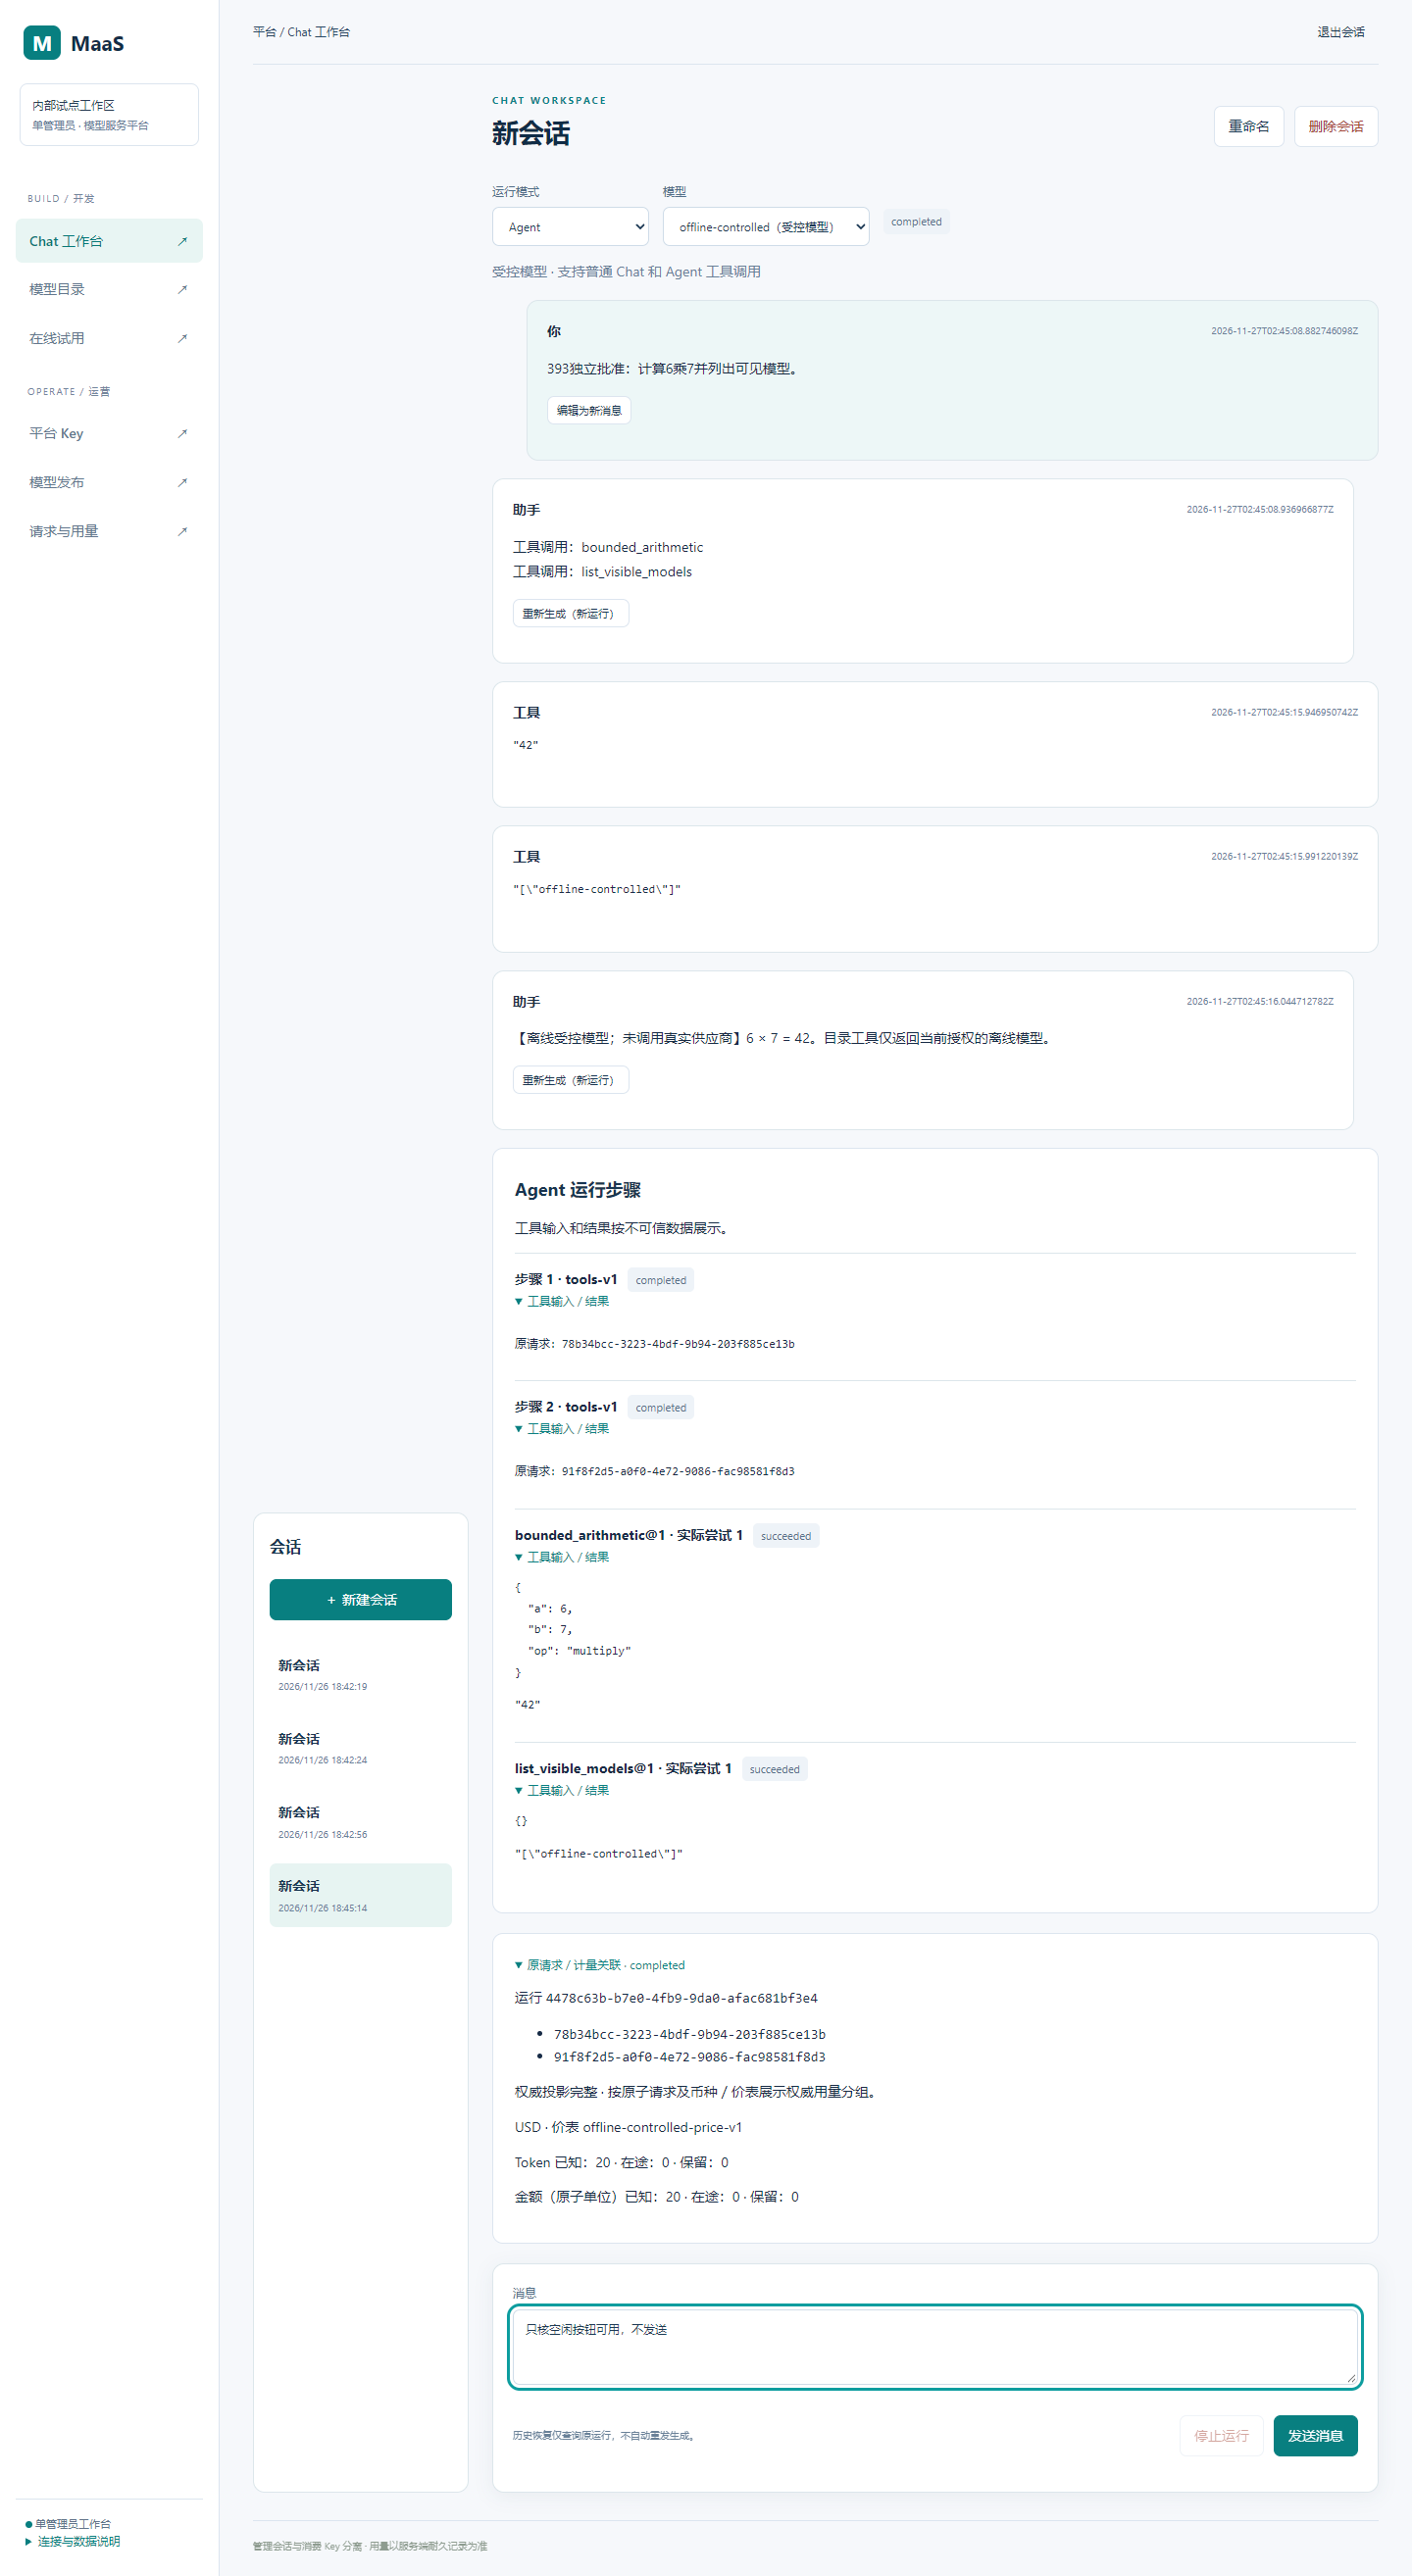 M MaaS
内部试点工作区
单管理员 · 模型服务平台
BUILD / 开发
Chat 工作台 ↗
模型目录 ↗
在线试用 ↗
OPERATE / 运营
平台 Key ↗
模型发布 ↗
请求与用量 ↗
单管理员工作台
连接与数据说明
平台 / Chat 工作台
退出会话
会话
+ 新建会话
新会话
2026/11/26 18:42:19
新会话
2026/11/26 18:42:24
新会话
2026/11/26 18:42:56
新会话
2026/11/26 18:45:14
CHAT WORKSPACE
新会话
重命名
删除会话
运行模式
模型
Agent
offline-controlled（受控模型）
completed
受控模型 · 支持普通 Chat 和 Agent 工具调用
你
2026-11-27T02:45:08.882746098Z
393独立批准：计算6乘7并列出可见模型。
编辑为新消息
助手
2026-11-27T02:45:08.936966877Z
工具调用：bounded_arithmetic
工具调用：list_visible_models
重新生成（新运行）
工具
2026-11-27T02:45:15.946950742Z
"42"
工具
2026-11-27T02:45:15.991220139Z
"[\"offline-controlled\"]"
助手
2026-11-27T02:45:16.044712782Z
【离线受控模型；未调用真实供应商】6 × 7 = 42。目录工具仅返回当前授权的离线模型。
重新生成（新运行）
Agent 运行步骤
工具输入和结果按不可信数据展示。
步骤 1 · tools-v1 completed
▼ 工具输入 / 结果
原请求：78b34bcc-3223-4bdf-9b94-203f885ce13b
步骤 2 · tools-v1 completed
▼ 工具输入 / 结果
原请求：91f8f2d5-a0f0-4e72-9086-fac98581f8d3
bounded_arithmetic@1 · 实际尝试 1 succeeded
▼ 工具输入 / 结果
{
"a": 6,
"b": 7,
"op": "multiply"
}
"42"
list_visible_models@1 · 实际尝试 1 succeeded
▼ 工具输入 / 结果
{}
"[\"offline-controlled\"]"
▼ 原请求 / 计量关联 · completed
运行 4478c63b-b7e0-4fb9-9da0-afac681bf3e4
• 78b34bcc-3223-4bdf-9b94-203f885ce13b
• 91f8f2d5-a0f0-4e72-9086-fac98581f8d3
权威投影完整 · 按原子请求及币种 / 价表展示权威用量分组。
USD · 价表 offline-controlled-price-v1
Token 已知：20 · 在途：0 · 保留：0
金额（原子单位）已知：20 · 在途：0 · 保留：0
消息
只核空闲按钮可用，不发送
历史恢复仅查询原运行，不自动重发生成。
停止运行
发送消息
管理会话与消费 Key 分离 · 用量以服务端耐久记录为准